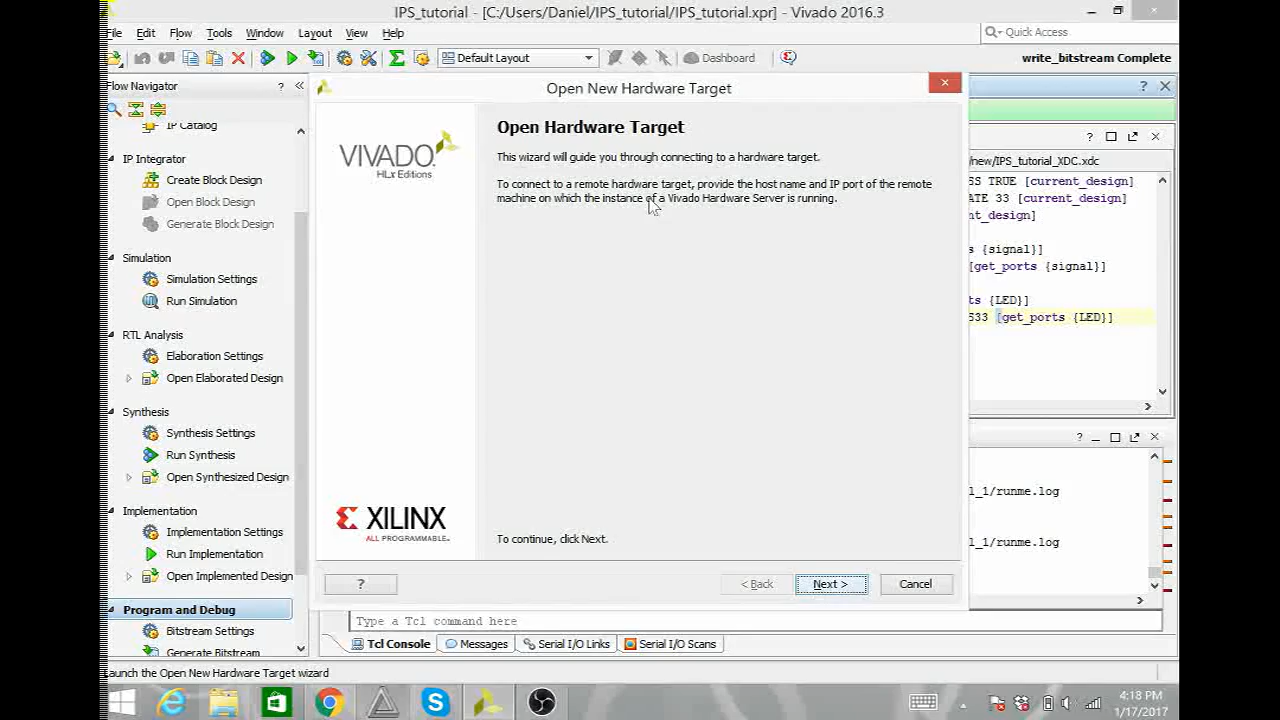 IPS_tutorial - [C:/Users/Daniel/IPS_tutorial/IPS_tutorial.xpr] - Vivado 2016.3
File Edit Flow Tools Window Layout View Help
Quick Access
Default Layout
Dashboard
write_bitstream Complete
Flow Navigator
IP Catalog
IP Integrator
Create Block Design
Open Block Design
Generate Block Design
Simulation
Simulation Settings
Run Simulation
RTL Analysis
Elaboration Settings
Open Elaborated Design
Synthesis
Synthesis Settings
Run Synthesis
Open Synthesized Design
Implementation
Implementation Settings
Run Implementation
Open Implemented Design
Program and Debug
Bitstream Settings
Generate Bitstream
Open New Hardware Target
VIVADO.
HLx Editions
XILINX
ALL PROGRAMMABLE.
Open Hardware Target
This wizard will guide you through connecting to a hardware target.
To connect to a remote hardware target, provide the host name and IP port of the remote
machine on which the instance of a Vivado Hardware Server is running.
To continue, click Next.
?
< Back
Next >
Cancel
/new/IPS_tutorial_XDC.xdc
SS TRUE [current_design]
ATE 33 [current_design]
nt_design]
s {signal}]
[get_ports {signal}]
ts {LED}]
S33 [get_ports {LED}]
l_1/runme.log
l_1/runme.log
Type a Tcl command here
Tcl Console
Messages
Serial I/O Links
Serial I/O Scans
Launch the Open New Hardware Target wizard
4:18 PM
1/17/2017